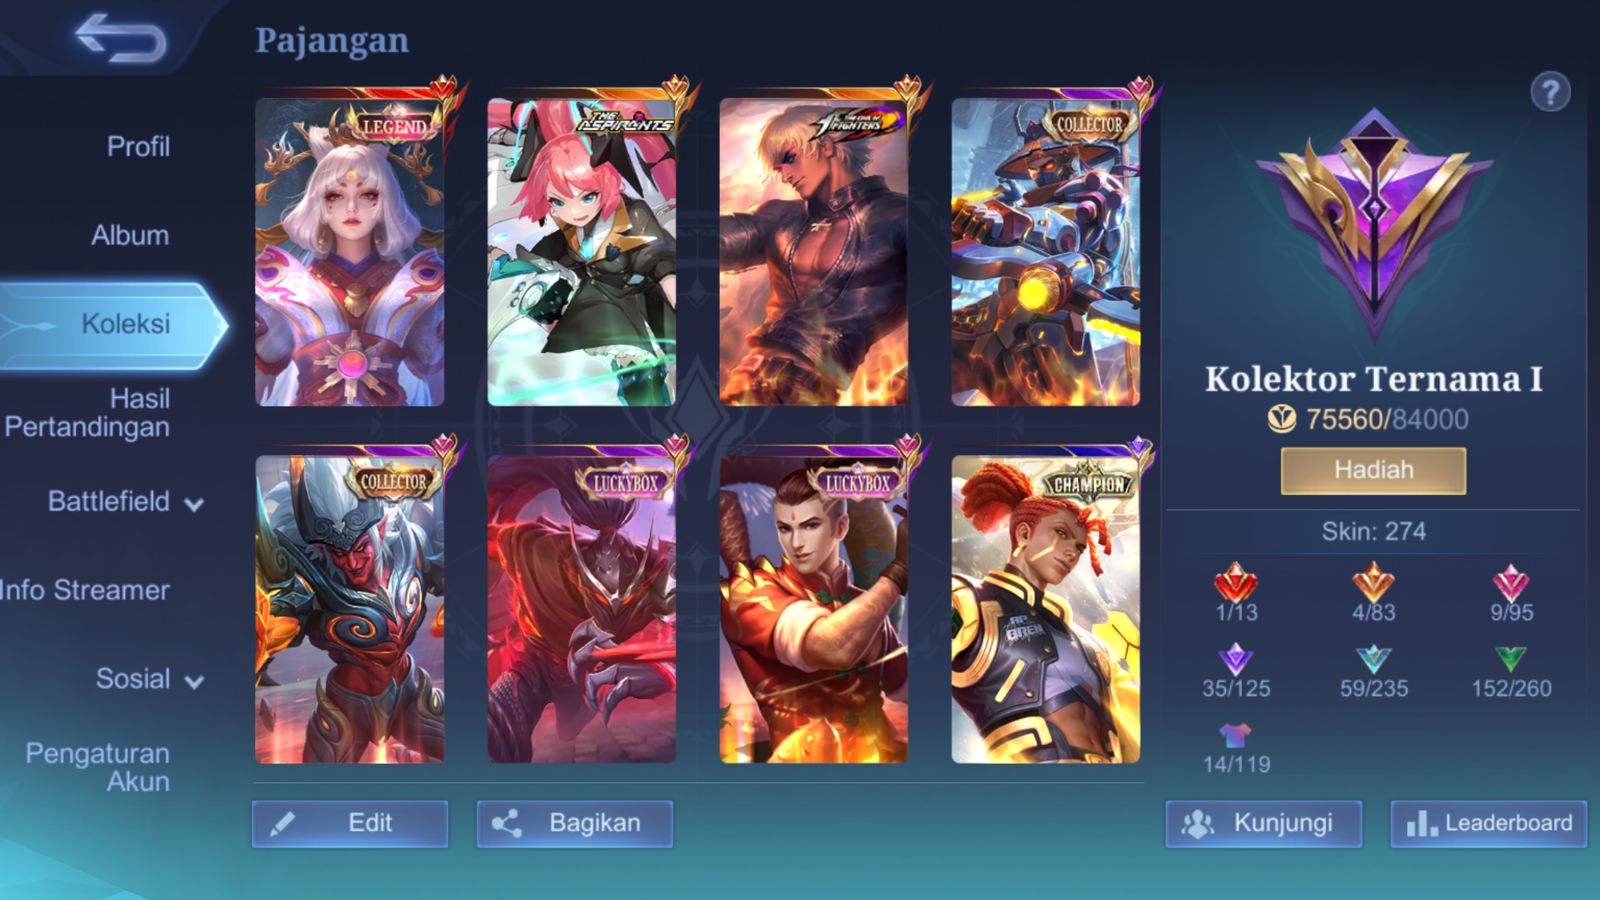 Pajangan
?
Profil
Album
Koleksi
Hasil
Pertandingan
Battlefield
Info Streamer
Sosial
Pengaturan
Akun
LEGEND
THE
ASPIRANTS
THE KING OF
FIGHTERS
COLLECTOR
COLLECTOR
LUCKYBOX
LUCKYBOX
CHAMPION
BREN
Kolektor Ternama I
75560/84000
Hadiah
Skin: 274
1/13
4/83
9/95
35/125
59/235
152/260
14/119
Edit
Bagikan
Kunjungi
Leaderboard